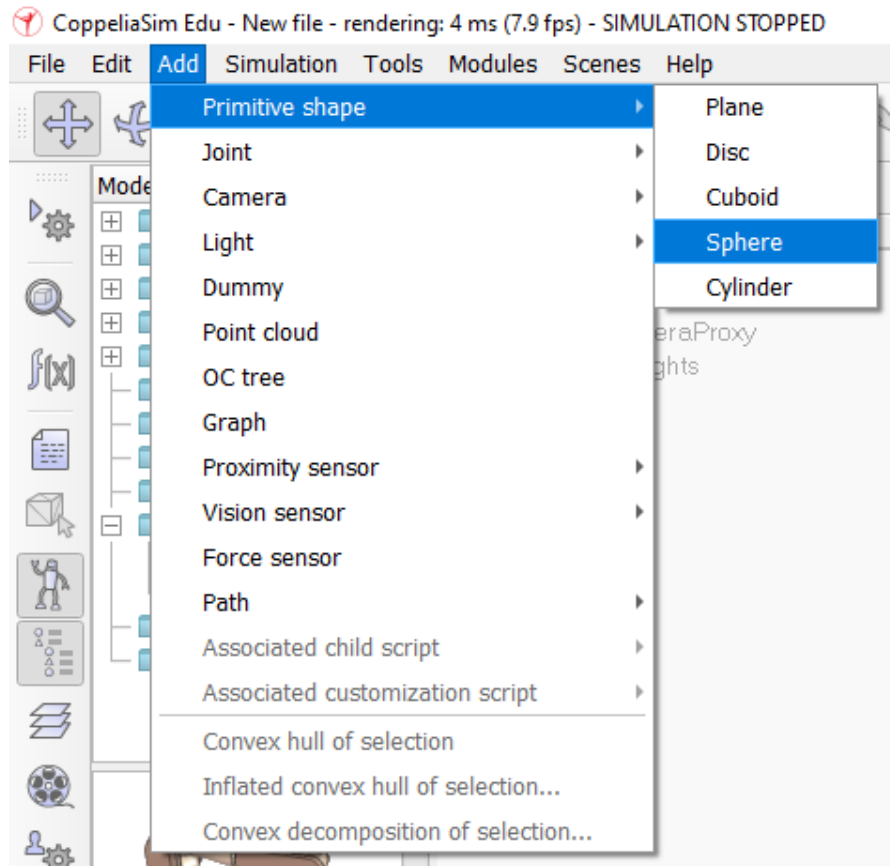 CoppeliaSim Edu - New file - rendering: 4 ms (7.9 fps) - SIMULATION STOPPED
File Edit Add Simulation Tools Modules Scenes Help
Primitive shape
Plane
Joint
Disc
Mode
Camera
Cuboid
Light
Sphere
Dummy
Cylinder
Point cloud
eraProxy
f(x)
OC tree
ghts
Graph
Proximity sensor
Vision sensor
Force sensor
Path
Associated child script
Associated customization script
Convex hull of selection
Inflated convex hull of selection...
Convex decomposition of selection...